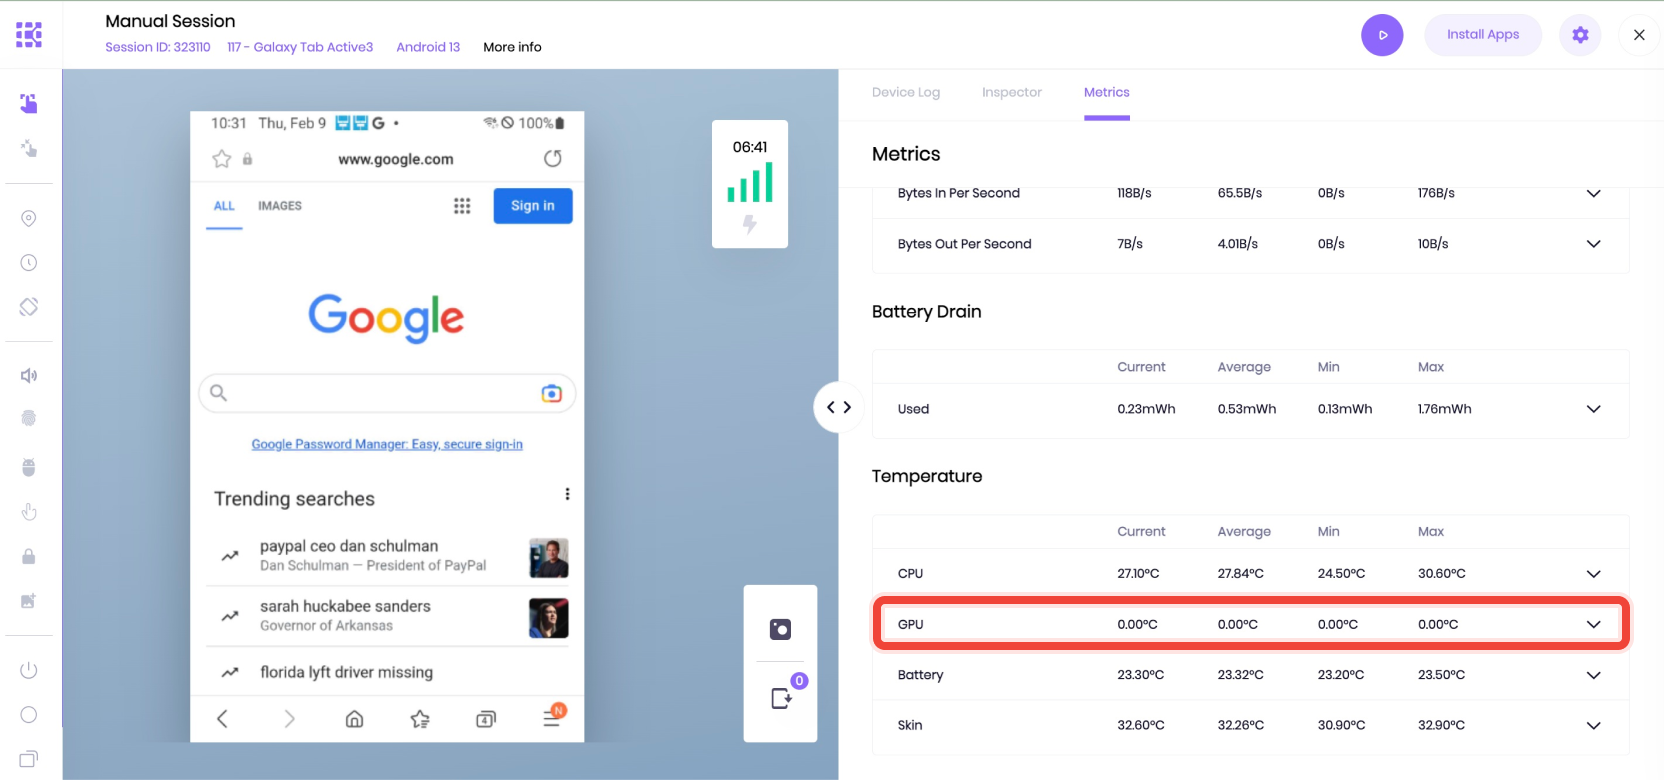 Manual Session
Session ID: 323110 117 - Galaxy Tab Active3 Android 13 More info
Install Apps
10:31 Thu, Feb 9 G • 100%
www.google.com
ALL IMAGES
Sign in
Google
Google Password Manager: Easy, secure sign-in
Trending searches
paypal ceo dan schulman
Dan Schulman — President of PayPal
sarah huckabee sanders
Governor of Arkansas
florida lyft driver missing
4
N
06:41
0
Device Log Inspector Metrics
Metrics
Bytes In Per Second 118B/s 65.5B/s 0B/s 176B/s
Bytes Out Per Second 7B/s 4.01B/s 0B/s 10B/s
Battery Drain
Current Average Min Max
Used 0.23mWh 0.53mWh 0.13mWh 1.76mWh
Temperature
Current Average Min Max
CPU 27.10°C 27.84°C 24.50°C 30.60°C
GPU 0.00°C 0.00°C 0.00°C 0.00°C
Battery 23.30°C 23.32°C 23.20°C 23.50°C
Skin 32.60°C 32.26°C 30.90°C 32.90°C